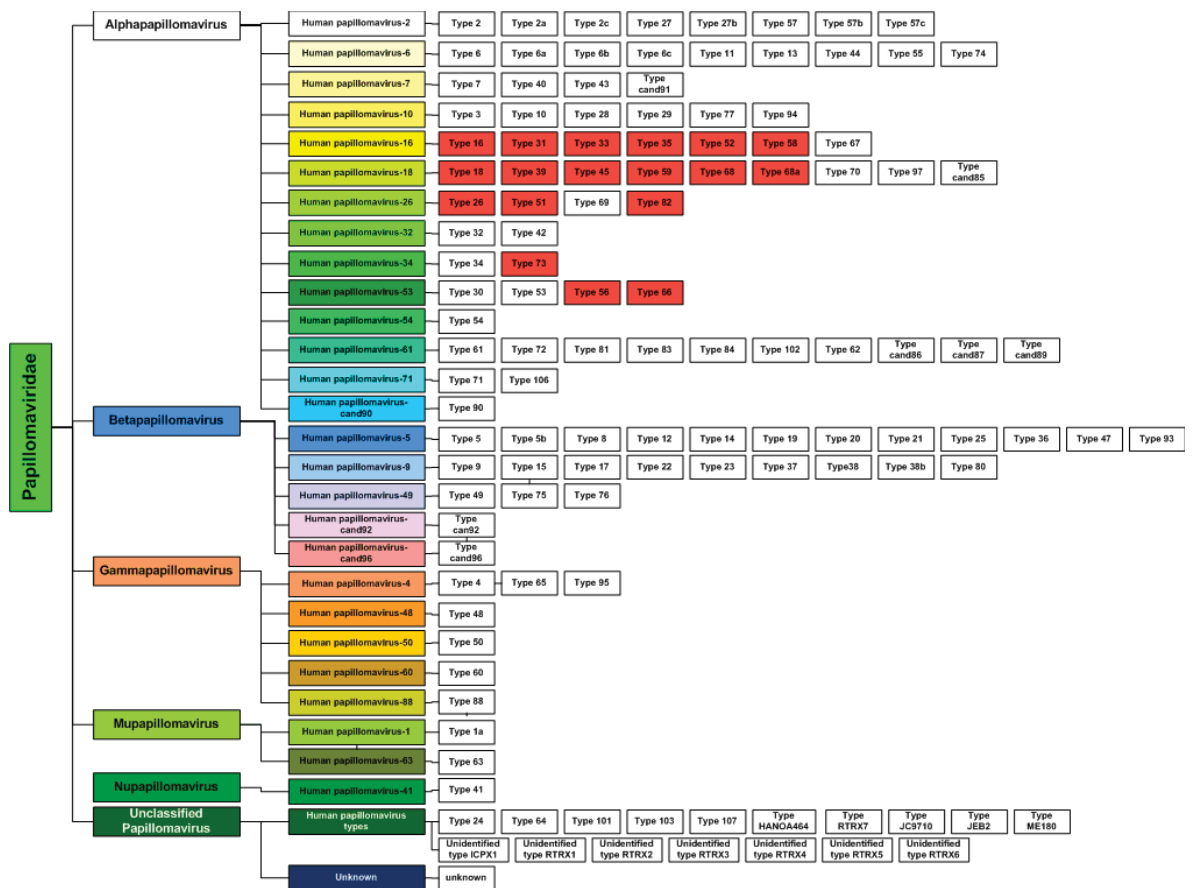 Papillomaviridae
Alphapapillomavirus
Human papillomavirus-2
Type 2
Type 2a
Type 2c
Type 27
Type 27b
Type 57
Type 57b
Type 57c
Human papillomavirus-6
Type 6
Type 6a
Type 6b
Type 6c
Type 11
Type 13
Type 44
Type 55
Type 74
Human papillomavirus-7
Type 7
Type 40
Type 43
Type
cand91
Human papillomavirus-10
Type 3
Type 10
Type 28
Type 29
Type 77
Type 94
Human papillomavirus-16
Type 16
Type 31
Type 33
Type 35
Type 52
Type 58
Type 67
Human papillomavirus-18
Type 18
Type 39
Type 45
Type 59
Type 68
Type 68a
Type 70
Type 97
Type
cand85
Human papillomavirus-26
Type 26
Type 51
Type 69
Type 82
Human papillomavirus-32
Type 32
Type 42
Human papillomavirus-34
Type 34
Type 73
Human papillomavirus-53
Type 30
Type 53
Type 56
Type 66
Human papillomavirus-54
Type 54
Human papillomavirus-61
Type 61
Type 72
Type 81
Type 83
Type 84
Type 102
Type 62
Type
cand86
Type
cand87
Type
cand89
Human papillomavirus-71
Type 71
Type 106
Human papillomavirus-
cand90
Type 90
Betapapillomavirus
Human papillomavirus-5
Type 5
Type 5b
Type 8
Type 12
Type 14
Type 19
Type 20
Type 21
Type 25
Type 36
Type 47
Type 93
Human papillomavirus-9
Type 9
Type 15
Type 17
Type 22
Type 23
Type 37
Type38
Type 38b
Type 80
Human papillomavirus-49
Type 49
Type 75
Type 76
Human papillomavirus-
cand92
Type
can92
Human papillomavirus-
cand96
Type
cand96
Gammapapillomavirus
Human papillomavirus-4
Type 4
Type 65
Type 95
Human papillomavirus-48
Type 48
Human papillomavirus-50
Type 50
Human papillomavirus-60
Type 60
Human papillomavirus-88
Type 88
Mupapillomavirus
Human papillomavirus-1
Type 1a
Human papillomavirus-63
Type 63
Nupapillomavirus
Human papillomavirus-41
Type 41
Unclassified
Papillomavirus
Human papillomavirus
types
Type 24
Type 64
Type 101
Type 103
Type 107
Type
HANOA464
Type
RTRX7
Type
JC9710
Type
JEB2
Type
ME180
Unidentified
type ICPX1
Unidentified
type RTRX1
Unidentified
type RTRX2
Unidentified
type RTRX3
Unidentified
type RTRX4
Unidentified
type RTRX5
Unidentified
type RTRX6
Unknown
unknown